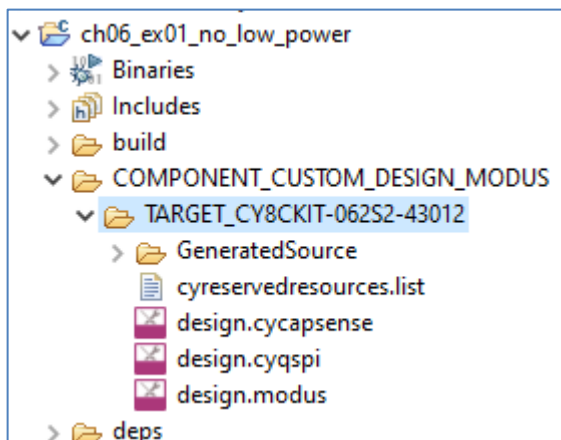 ch06_ex01_no_low_power
Binaries
Includes
build
COMPONENT_CUSTOM_DESIGN_MODUS
TARGET_CY8CKIT-062S2-43012
GeneratedSource
cyreservedresources.list
design.cycapsense
design.cyqspi
design.modus
deps